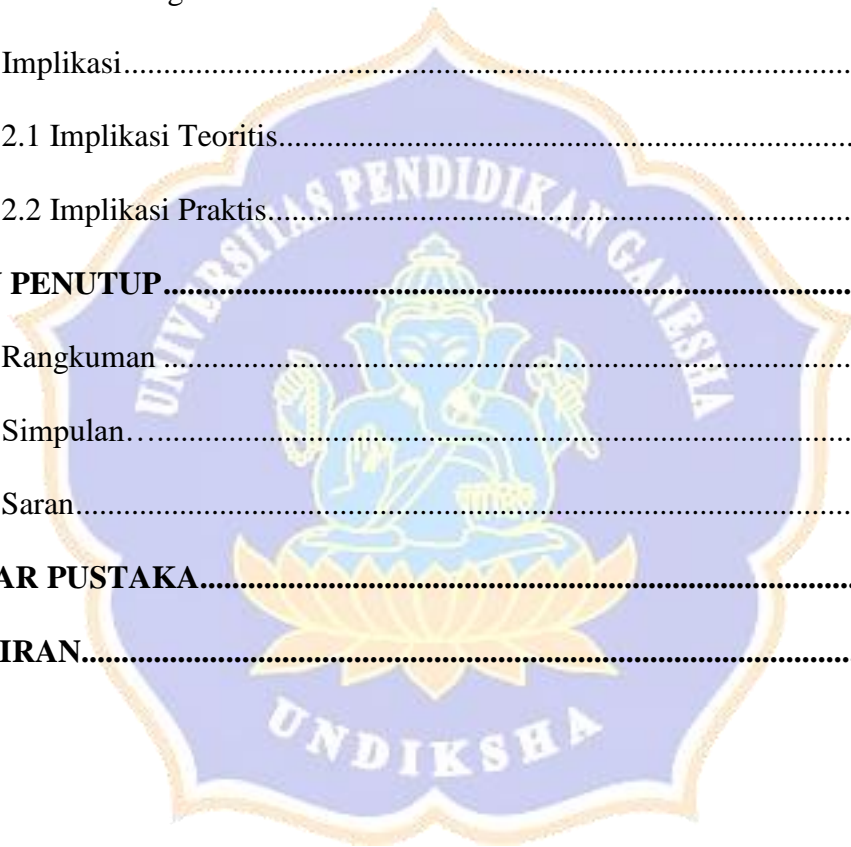 Implikasi
2.1 Implikasi Teoritis
2.2 Implikasi Praktis
PENUTUP
Rangkuman
Simpulan
Saran
AR PUSTAKA
IRAN
UNIVERSITAS PENDIDIKAN GANESHA
UNDIKSHA